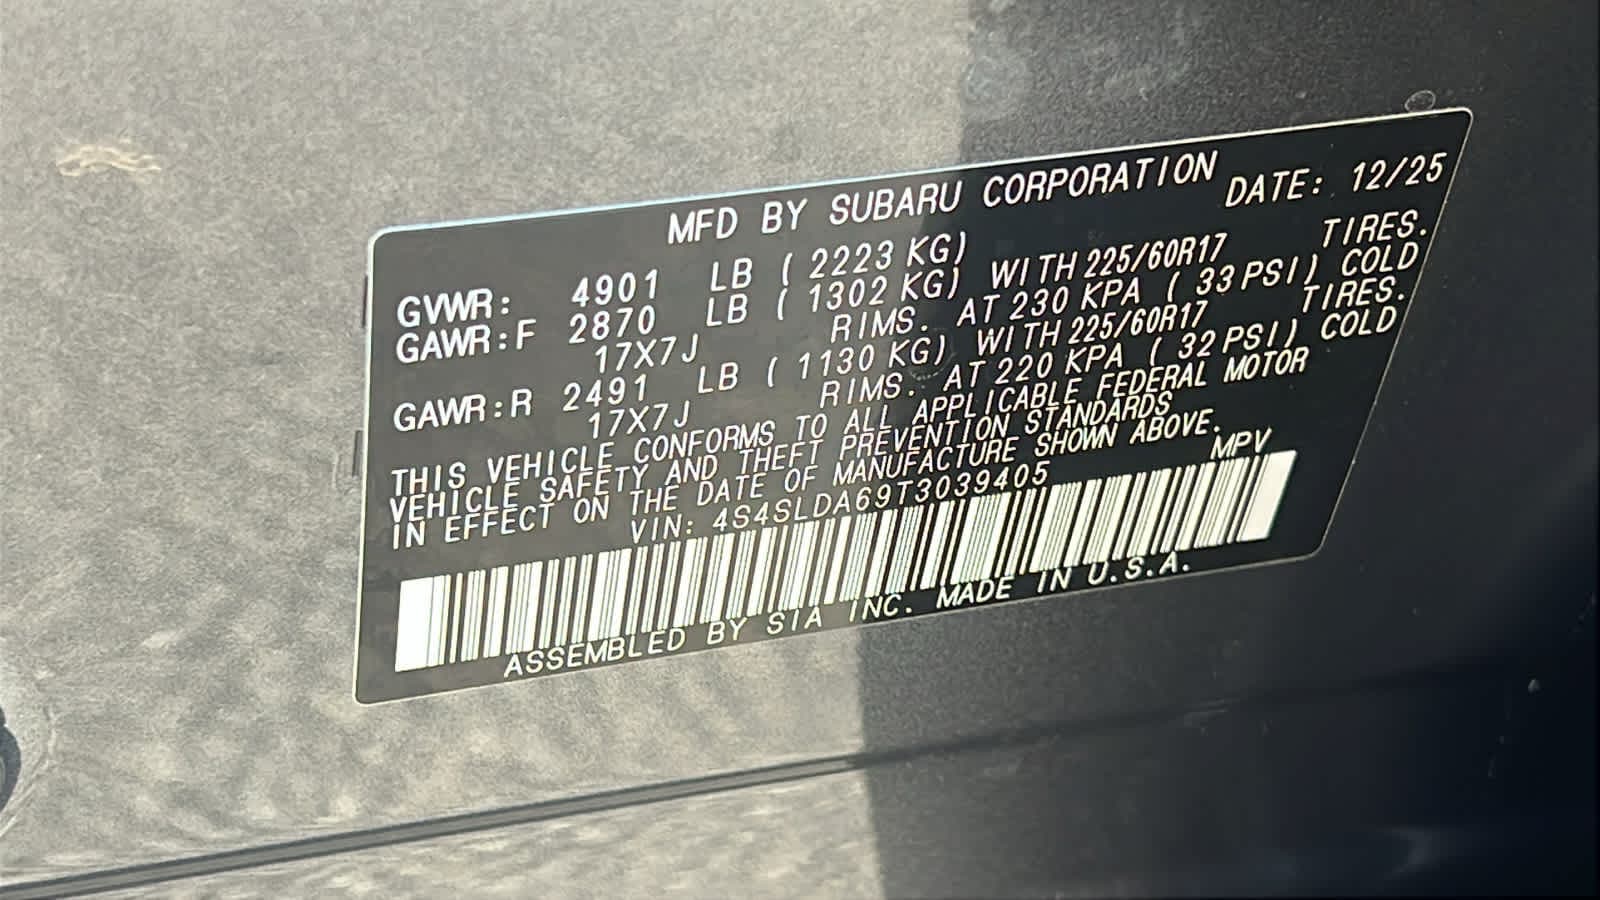 MFD BY SUBARU CORPORATION DATE: 12/25
GVWR: 4901 LB ( 2223 KG)
GAWR:F 2870 LB ( 1302 KG) WITH 225/60R17 TIRES.
17X7J RIMS. AT 230 KPA ( 33 PSI) COLD
GAWR:R 2491 LB ( 1130 KG) WITH 225/60R17 TIRES.
17X7J RIMS. AT 220 KPA ( 32 PSI) COLD
THIS VEHICLE CONFORMS TO ALL APPLICABLE FEDERAL MOTOR
VEHICLE SAFETY AND THEFT PREVENTION STANDARDS
IN EFFECT ON THE DATE OF MANUFACTURE SHOWN ABOVE.
VIN: 4S4SLDA69T3039405 MPV
ASSEMBLED BY SIA INC. MADE IN U.S.A.